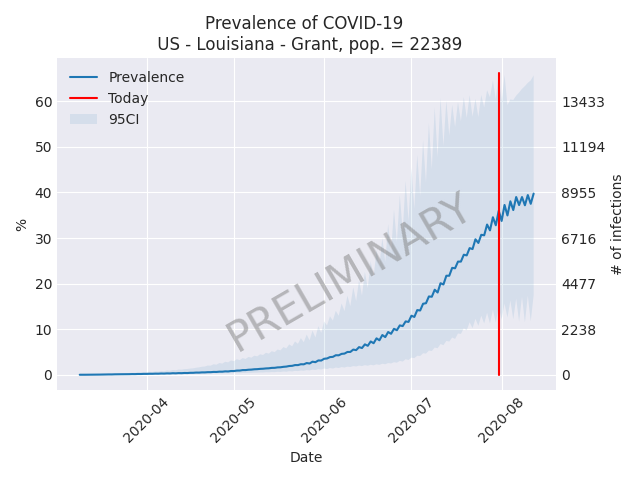 Prevalence of COVID-19
US - Louisiana - Grant, pop. = 22389
Prevalence
Today
95CI
PRELIMINARY
%
60
50
40
30
20
10
0
13433
11194
8955
6716
4477
2238
0
# of infections
2020-04
2020-05
2020-06
2020-07
2020-08
Date